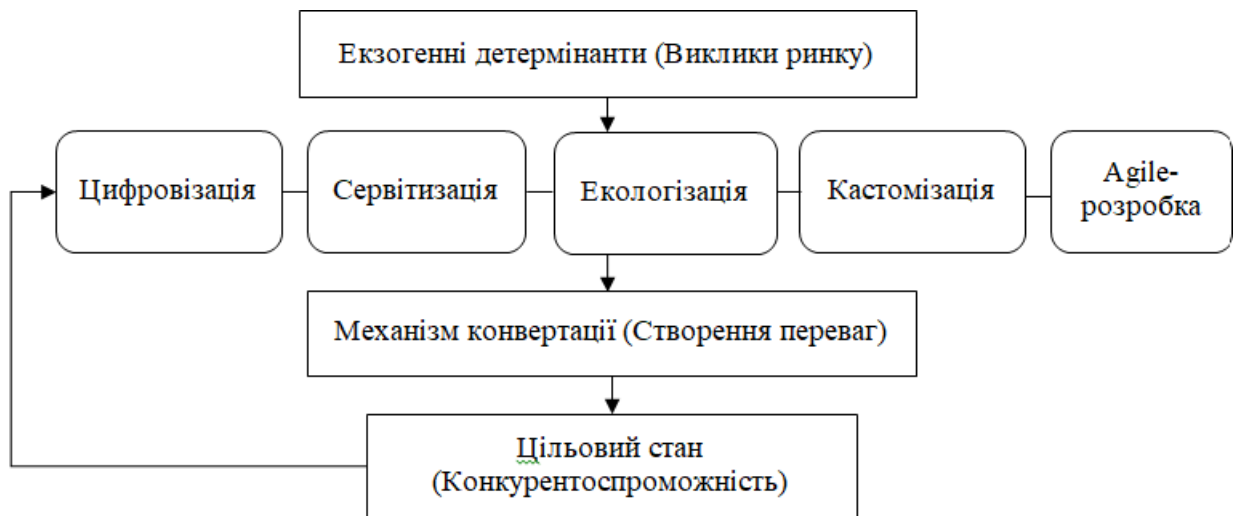 Екзогенні детермінанти (Виклики ринку)
Цифровізація
Сервітизація
Екологізація
Кастомізація
Agile-
розробка
Механізм конвертації (Створення переваг)
Цільовий стан
(Конкурентоспроможність)